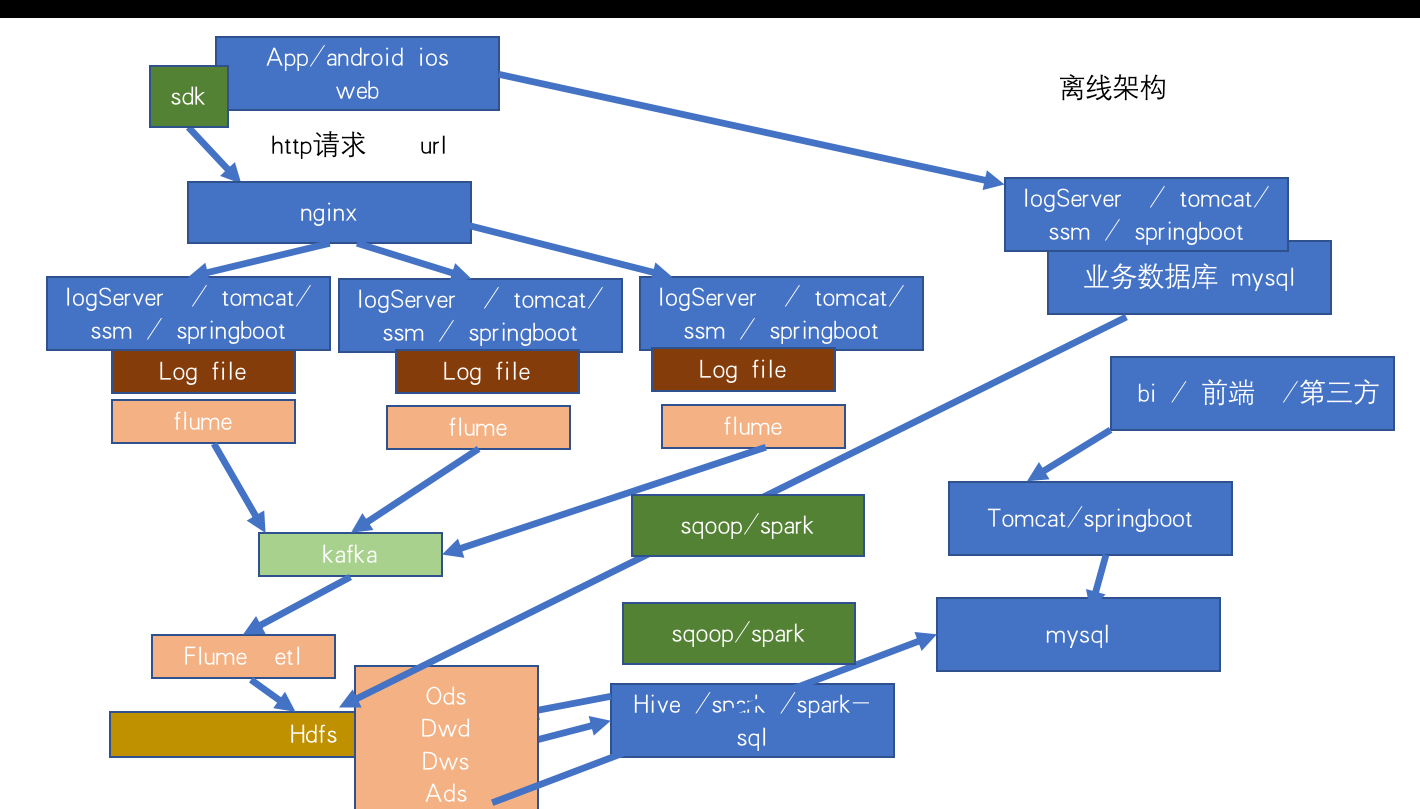 App/android ios
web
sdk
离线架构
http请求 url
nginx
logServer / tomcat/
ssm / springboot
业务数据库 mysql
logServer / tomcat/
ssm / springboot
Log file
flume
logServer / tomcat/
ssm / springboot
Log file
flume
logServer / tomcat/
ssm / springboot
Log file
flume
bi / 前端 /第三方
Tomcat/springboot
mysql
kafka
sqoop/spark
sqoop/spark
Flume etl
Hdfs
Ods
Dwd
Dws
Ads
Hive /spark /spark-
sql